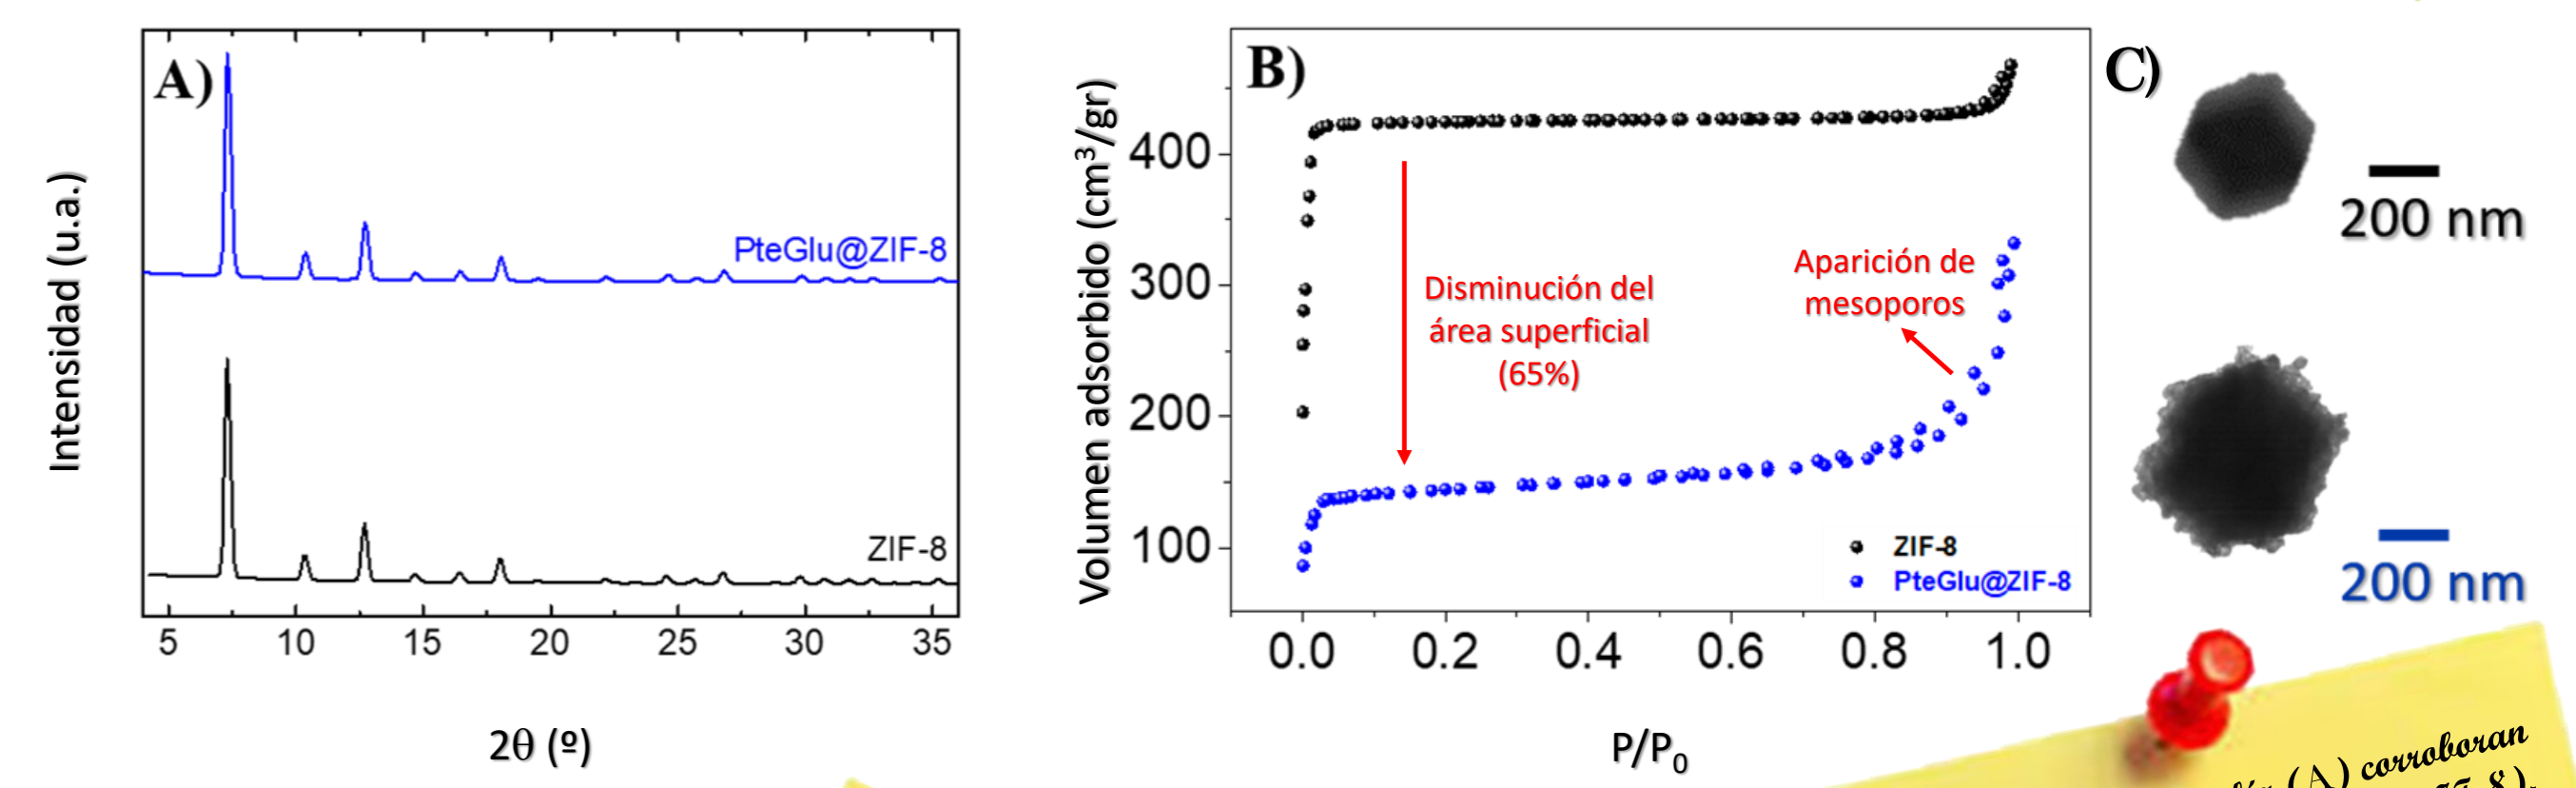 A)
Intensidad (u.a.)
PteGlu@ZIF-8
ZIF-8
5 10 15 20 25 30 35
2θ (º)
B)
Volumen adsorbido (cm³/gr)
400
300
200
100
Disminución del
área superficial
(65%)
Aparición de
mesoporos
ZIF-8
PteGlu@ZIF-8
0.0 0.2 0.4 0.6 0.8 1.0
P/P₀
C)
200 nm
200 nm
(A) corroboran